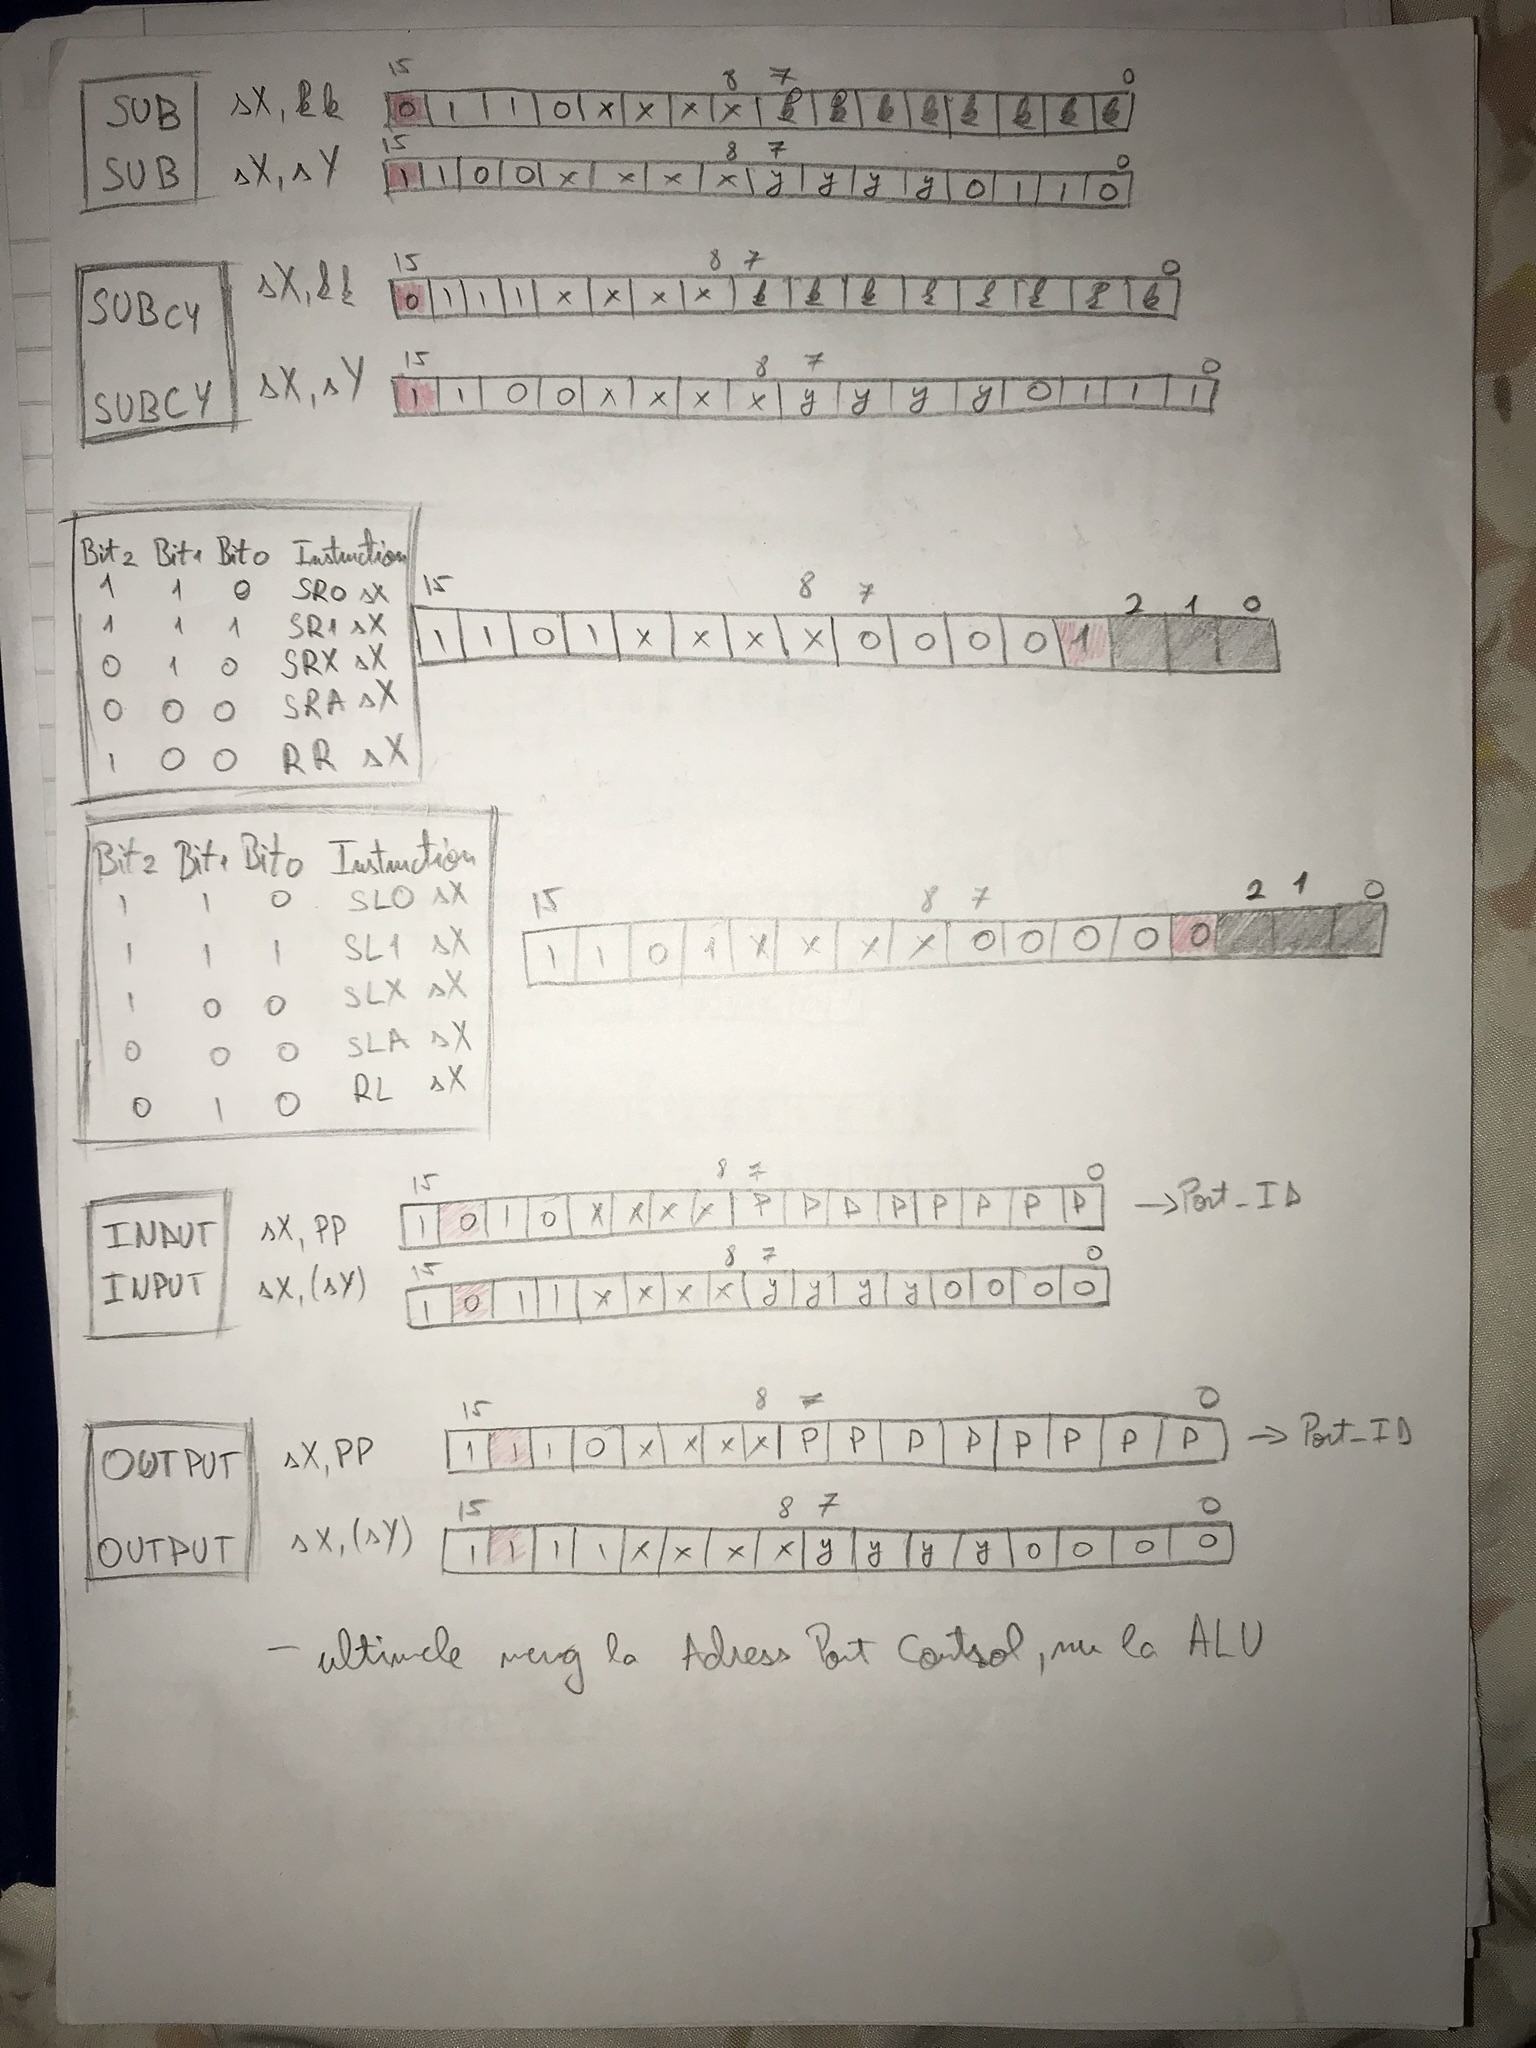 15 8 7 0
SUB sX, kk 0 1 1 0 x x x x k k k k k k k k
15 8 7 0
SUB sX, sY 1 1 0 0 x x x x y y y y 0 1 1 0
15 8 7 0
SUBCY sX, kk 0 1 1 1 x x x x k k k k k k k k
15 8 7 0
SUBCY sX, sY 1 1 0 0 x x x x y y y y 0 1 1 1
Bit2 Bit1 Bit0 Instruction
1 1 0 SR0 sX
1 1 1 SR1 sX
0 1 0 SRX sX
0 0 0 SRA sX
1 0 0 RR sX
15 8 7 2 1 0
1 1 0 1 x x x x 0 0 0 0 1
Bit2 Bit1 Bit0 Instruction
1 1 0 SL0 sX
1 1 1 SL1 sX
1 0 0 SLX sX
0 0 0 SLA sX
0 1 0 RL sX
15 8 7 2 1 0
1 1 0 1 x x x x 0 0 0 0 0
15 8 7 0
INPUT sX, PP 1 0 1 0 x x x x P P P P P P P P → Port_ID
15 8 7 0
INPUT sX, (sY) 1 0 1 1 x x x x y y y y 0 0 0 0
15 8 7 0
OUTPUT sX, PP 1 1 1 0 x x x x P P P P P P P P → Port_ID
15 8 7 0
OUTPUT sX, (sY) 1 1 1 1 x x x x y y y y 0 0 0 0
- ultimele merg la Adress Port Control, nu la ALU